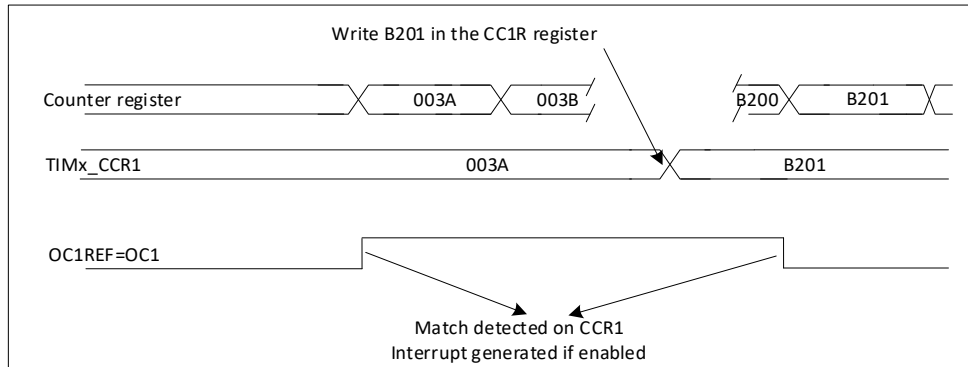 Write B201 in the CC1R register
Counter register 003A 003B B200 B201
TIMx_CCR1 003A B201
OC1REF=OC1
Match detected on CCR1
Interrupt generated if enabled